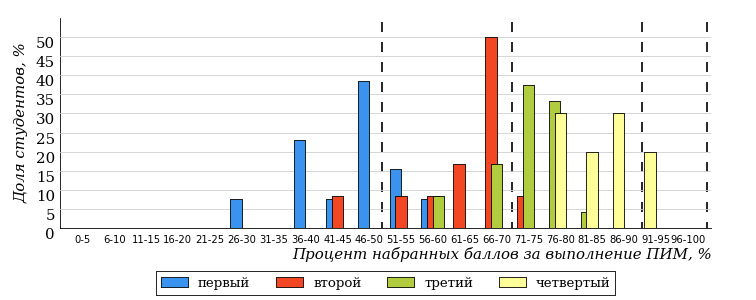 Доля студентов, %
50
45
40
35
30
25
20
15
10
5
0
0-5 6-10 11-15 16-20 21-25 26-30 31-35 36-40 41-45 46-50 51-55 56-60 61-65 66-70 71-75 76-80 81-85 86-90 91-95 96-100
Процент набранных баллов за выполнение ПИМ, %
первый второй третий четвертый